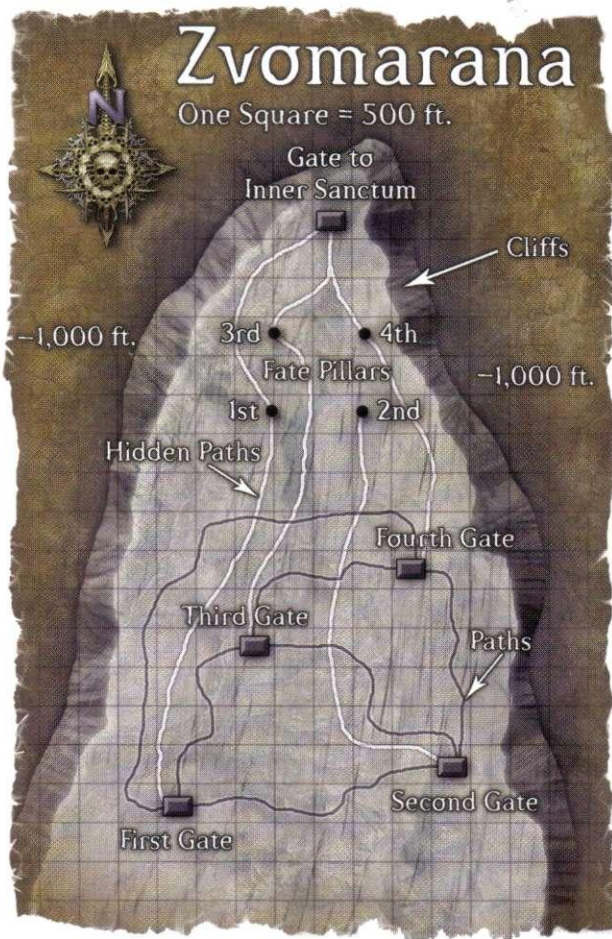 Zvomarana
N
One Square = 500 ft.
Gate to
Inner Sanctum
Cliffs
-1,000 ft.
3rd
4th
Fate Pillars
-1,000 ft.
1st
2nd
Hidden Paths
Fourth Gate
Third Gate
Paths
Second Gate
First Gate